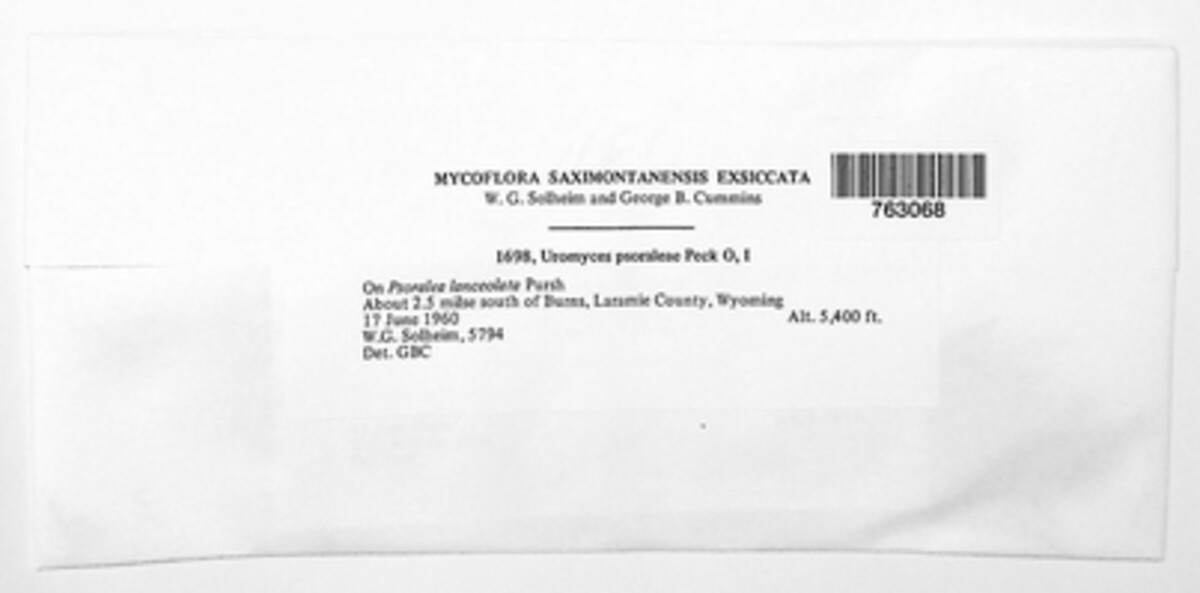 MYCOFLORA SAXIMONTANENSIS EXSICCATA
W. G. Solheim and George B. Cummins
763068
1698, Uromyces psoraleae Peck O, I
On Psoralea lanceolata Pursh
About 2.5 milse south of Burns, Laramie County, Wyoming
17 June 1960 Alt. 5,400 ft.
W.G. Solheim, 5794
Det. GBC